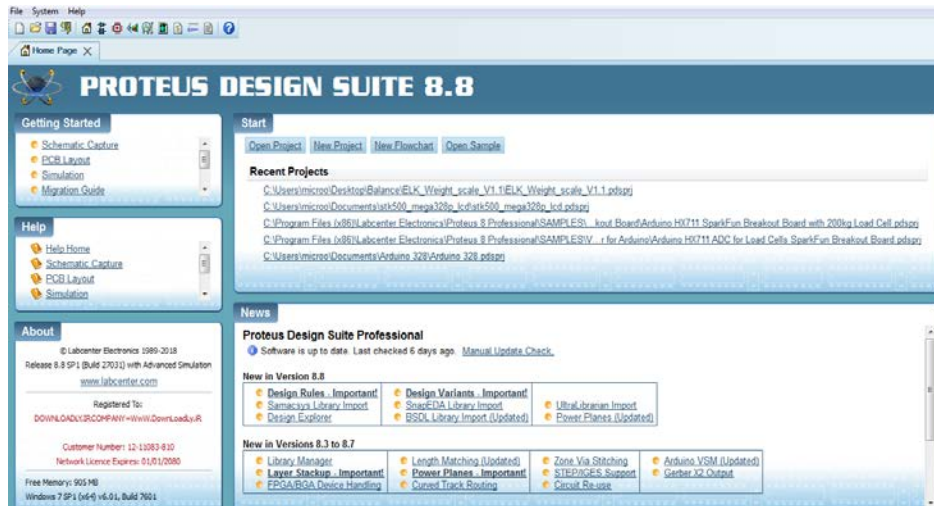 File System Help
Home Page X
PROTEUS DESIGN SUITE 8.8
Getting Started
Schematic Capture
PCB Layout
Simulation
Migration Guide
Help
Help Home
Schematic Capture
PCB Layout
Simulation
About
© Labcenter Electronics 1989-2018
Release 8.8 SP1 (Build 27031) with Advanced Simulation
www.labcenter.com
Registered To:
DOWNLOADLY.IRCOMPANY=WwW.DownLoadLy.iR
Customer Number: 12-11083-810
Network Licence Expires: 01/01/2080
Free Memory: 905 MB
Windows 7 SP1 (x64) v6.01, Build 7601
Start
Open Project New Project New Flowchart Open Sample
Recent Projects
C:\Users\microo\Desktop\Balance\ELK_Weight_scale_V1.1\ELK_Weight_scale_V1.1.pdsprj
C:\Users\microo\Documents\stk500_mega328p_lcd\stk500_mega328p_lcd.pdsprj
C:\Program Files (x86)\Labcenter Electronics\Proteus 8 Professional\SAMPLES\... kout Board\Arduino HX711 SparkFun Breakout Board with 200kg Load Cell.pdsprj
C:\Program Files (x86)\Labcenter Electronics\Proteus 8 Professional\SAMPLES\V... r for Arduino\Arduino HX711 ADC for Load Cells SparkFun Breakout Board.pdsprj
C:\Users\microo\Documents\Arduino 328\Arduino 328.pdsprj
News
Proteus Design Suite Professional
Software is up to date. Last checked 6 days ago. Manual Update Check.
New in Version 8.8
Design Rules - Important! Design Variants - Important!
Samacsys Library Import SnapEDA Library Import UltraLibrarian Import
Design Explorer BSDL Library Import (Updated) Power Planes (Updated)
New in Versions 8.3 to 8.7
Library Manager Length Matching (Updated) Zone Via Stitching Arduino VSM (Updated)
Layer Stackup - Important! Power Planes - Important! STEP/IGES Support Gerber X2 Output
FPGA/BGA Device Handling Curved Track Routing Circuit Re-use